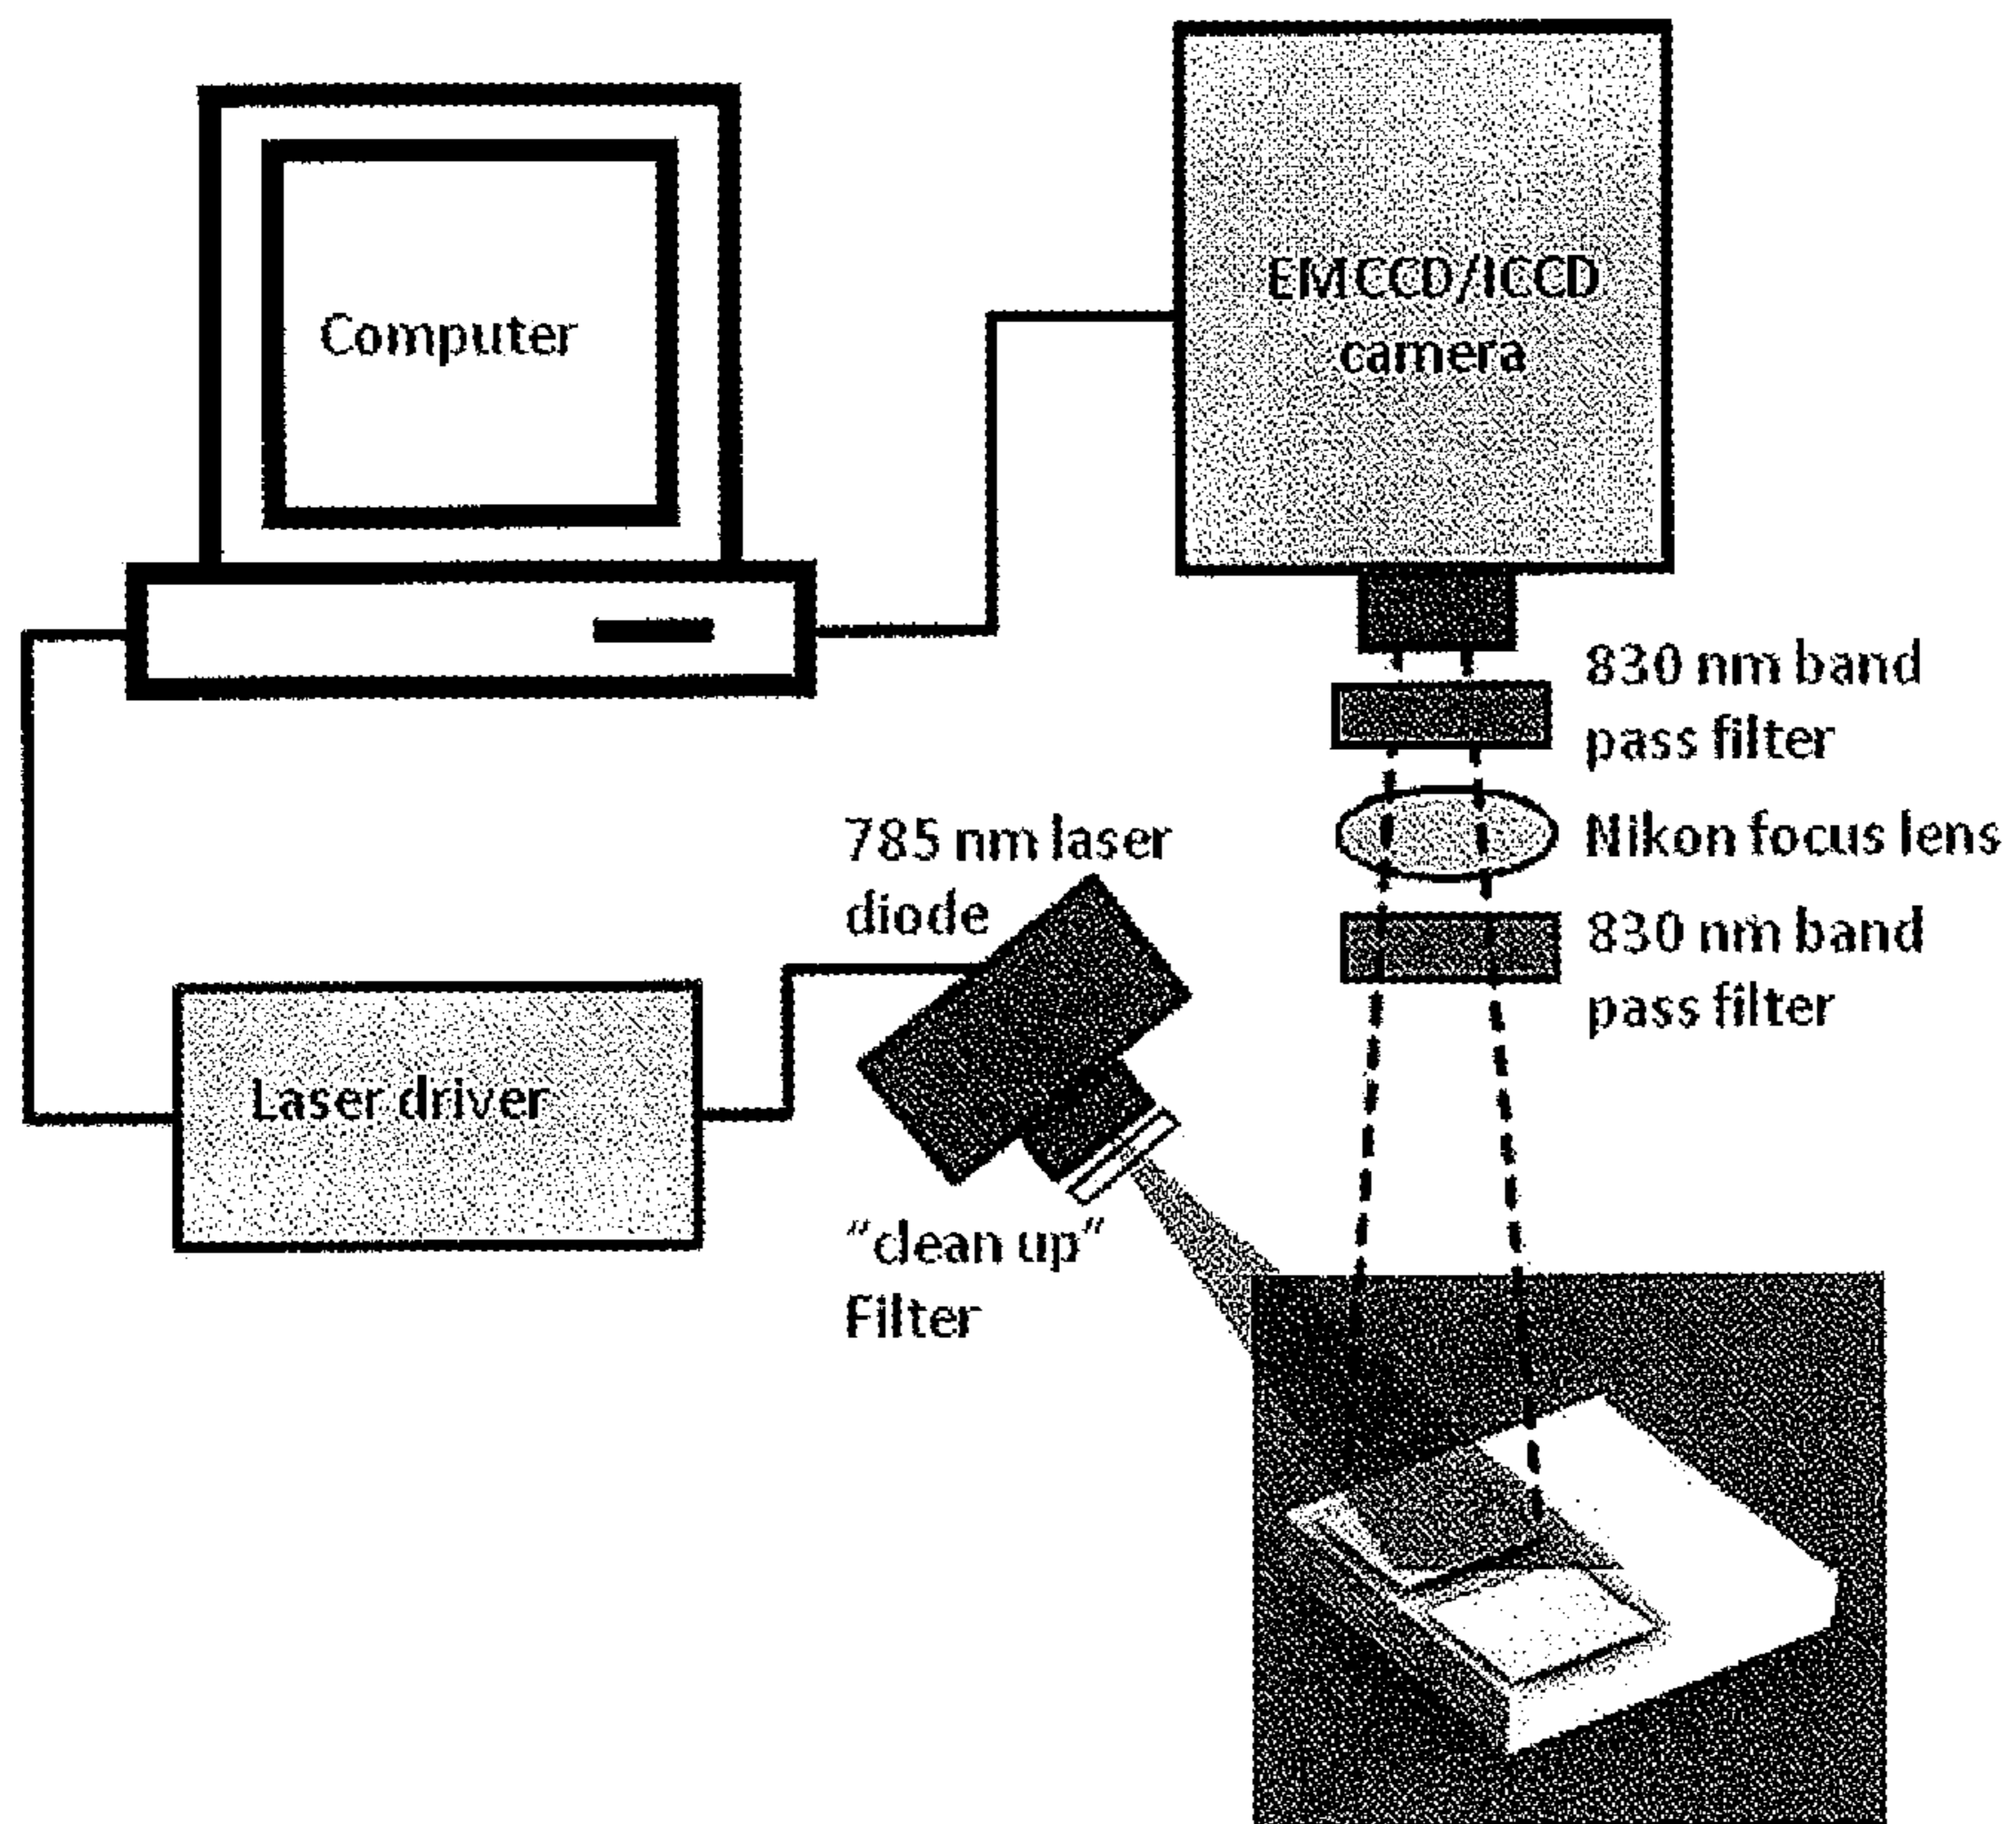 Computer
EMCCD/ICCD
camera
830 nm band
pass filter
Nikon focus lens
830 nm band
pass filter
785 nm laser
diode
Laser driver
"clean up"
Filter